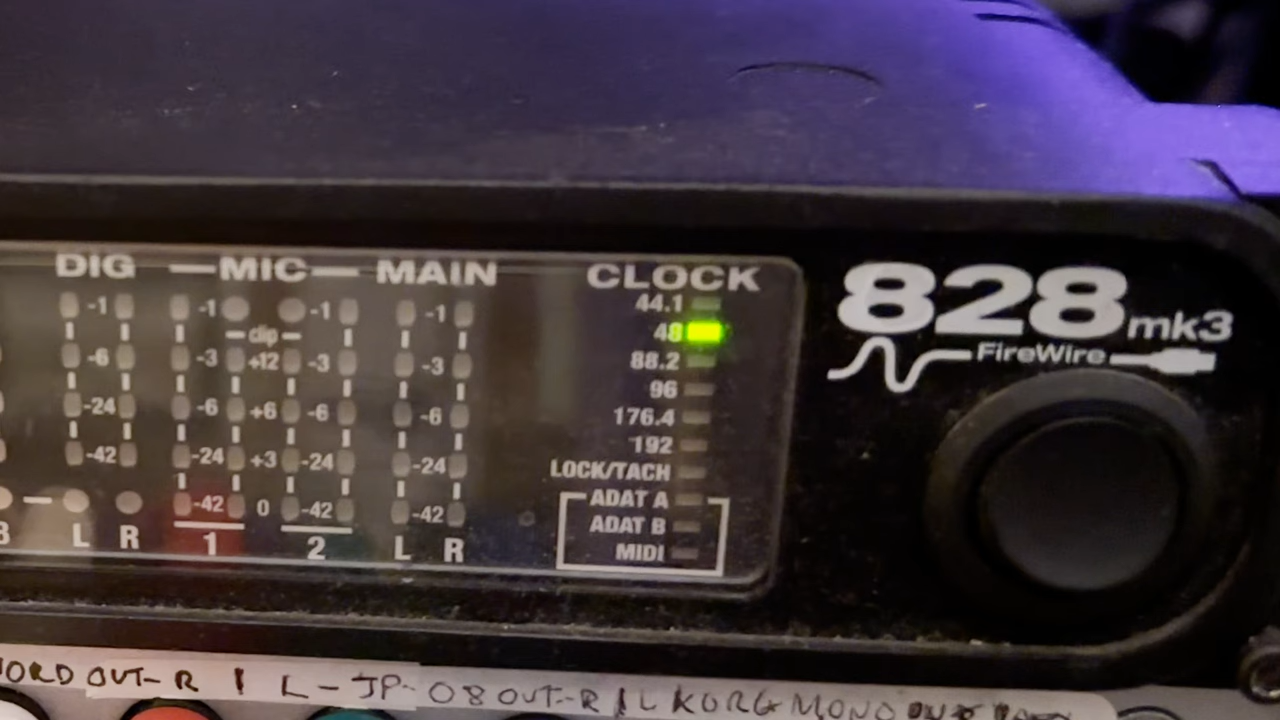 DIG MIC MAIN CLOCK
-1 -1 -1 -1 44.1
clip 48
-6 -3 +12 -3 -3 88.2
96
-24 -6 +6 -6 -6 176.4
192
-42 -24 +3 -24 -24 LOCK/TACH
-42 0 -42 -42 ADAT A
ADAT B
L R 1 2 L R MIDI
828 mk3
FireWire
OUT-R | L-JP-08 OUT-R | L KORG MONO